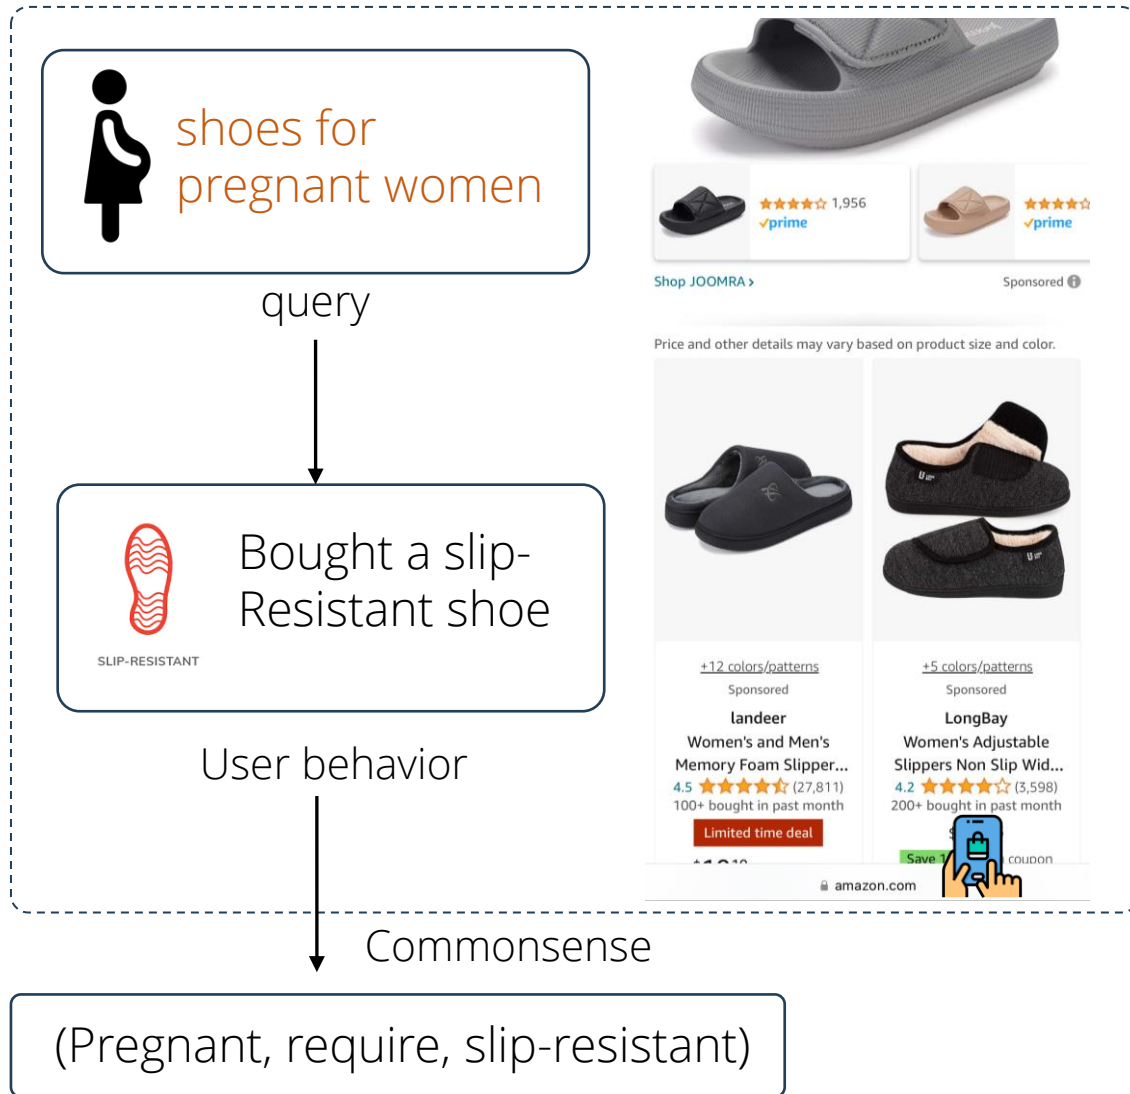 shoes for
pregnant women
query
Bought a slip-
Resistant shoe
SLIP-RESISTANT
User behavior
Commonsense
(Pregnant, require, slip-resistant)
1,956
prime
prime
Shop JOOMRA ›
Sponsored
Price and other details may vary based on product size and color.
+12 colors/patterns
Sponsored
landeer
Women's and Men's
Memory Foam Slipper...
4.5 (27,811)
100+ bought in past month
Limited time deal
+5 colors/patterns
Sponsored
LongBay
Women's Adjustable
Slippers Non Slip Wid...
4.2 (3,598)
200+ bought in past month
Save
coupon
amazon.com